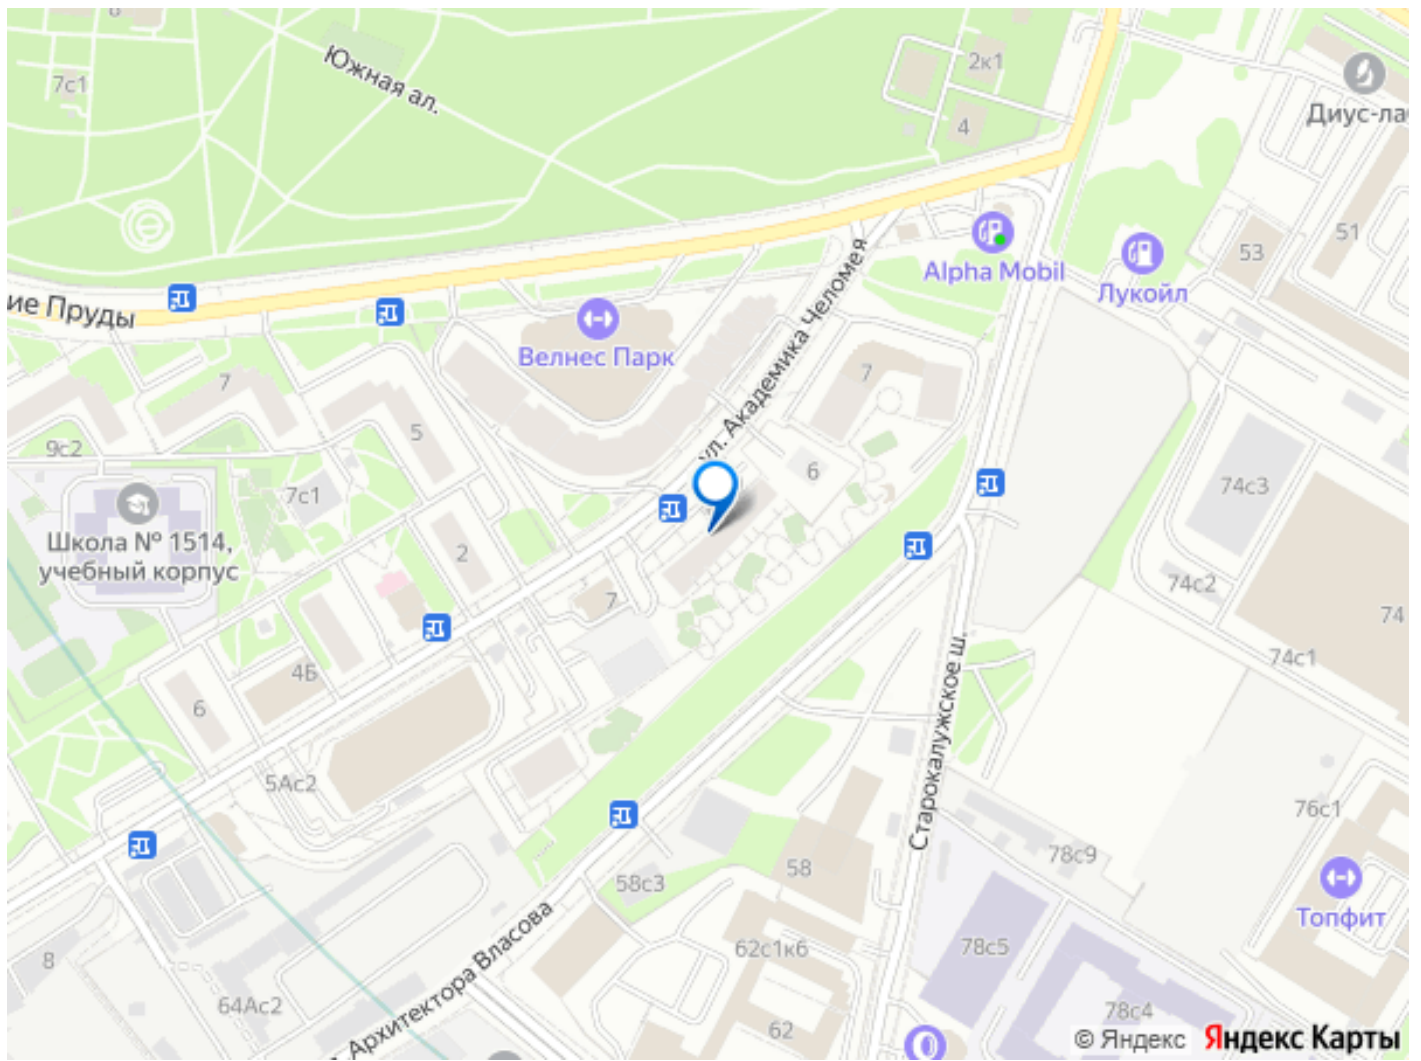 7с1
Южная ал.
2к1
4
Диус-ла
51
53
Alpha Mobil
Лукойл
ие Пруды
Велнес Парк
ул. Академика Челомея
7
7
5
9с2
7с1
6
74с3
Школа № 1514,
учебный корпус
2
7
74с2
74
74с1
4Б
6
5Ас2
Старокалужское ш.
76с1
78с9
58
58с3
Топфит
Архитектора Власова
62с1к6
78с5
8
64Ас2
62
78с4
© Яндекс Яндекс Карты